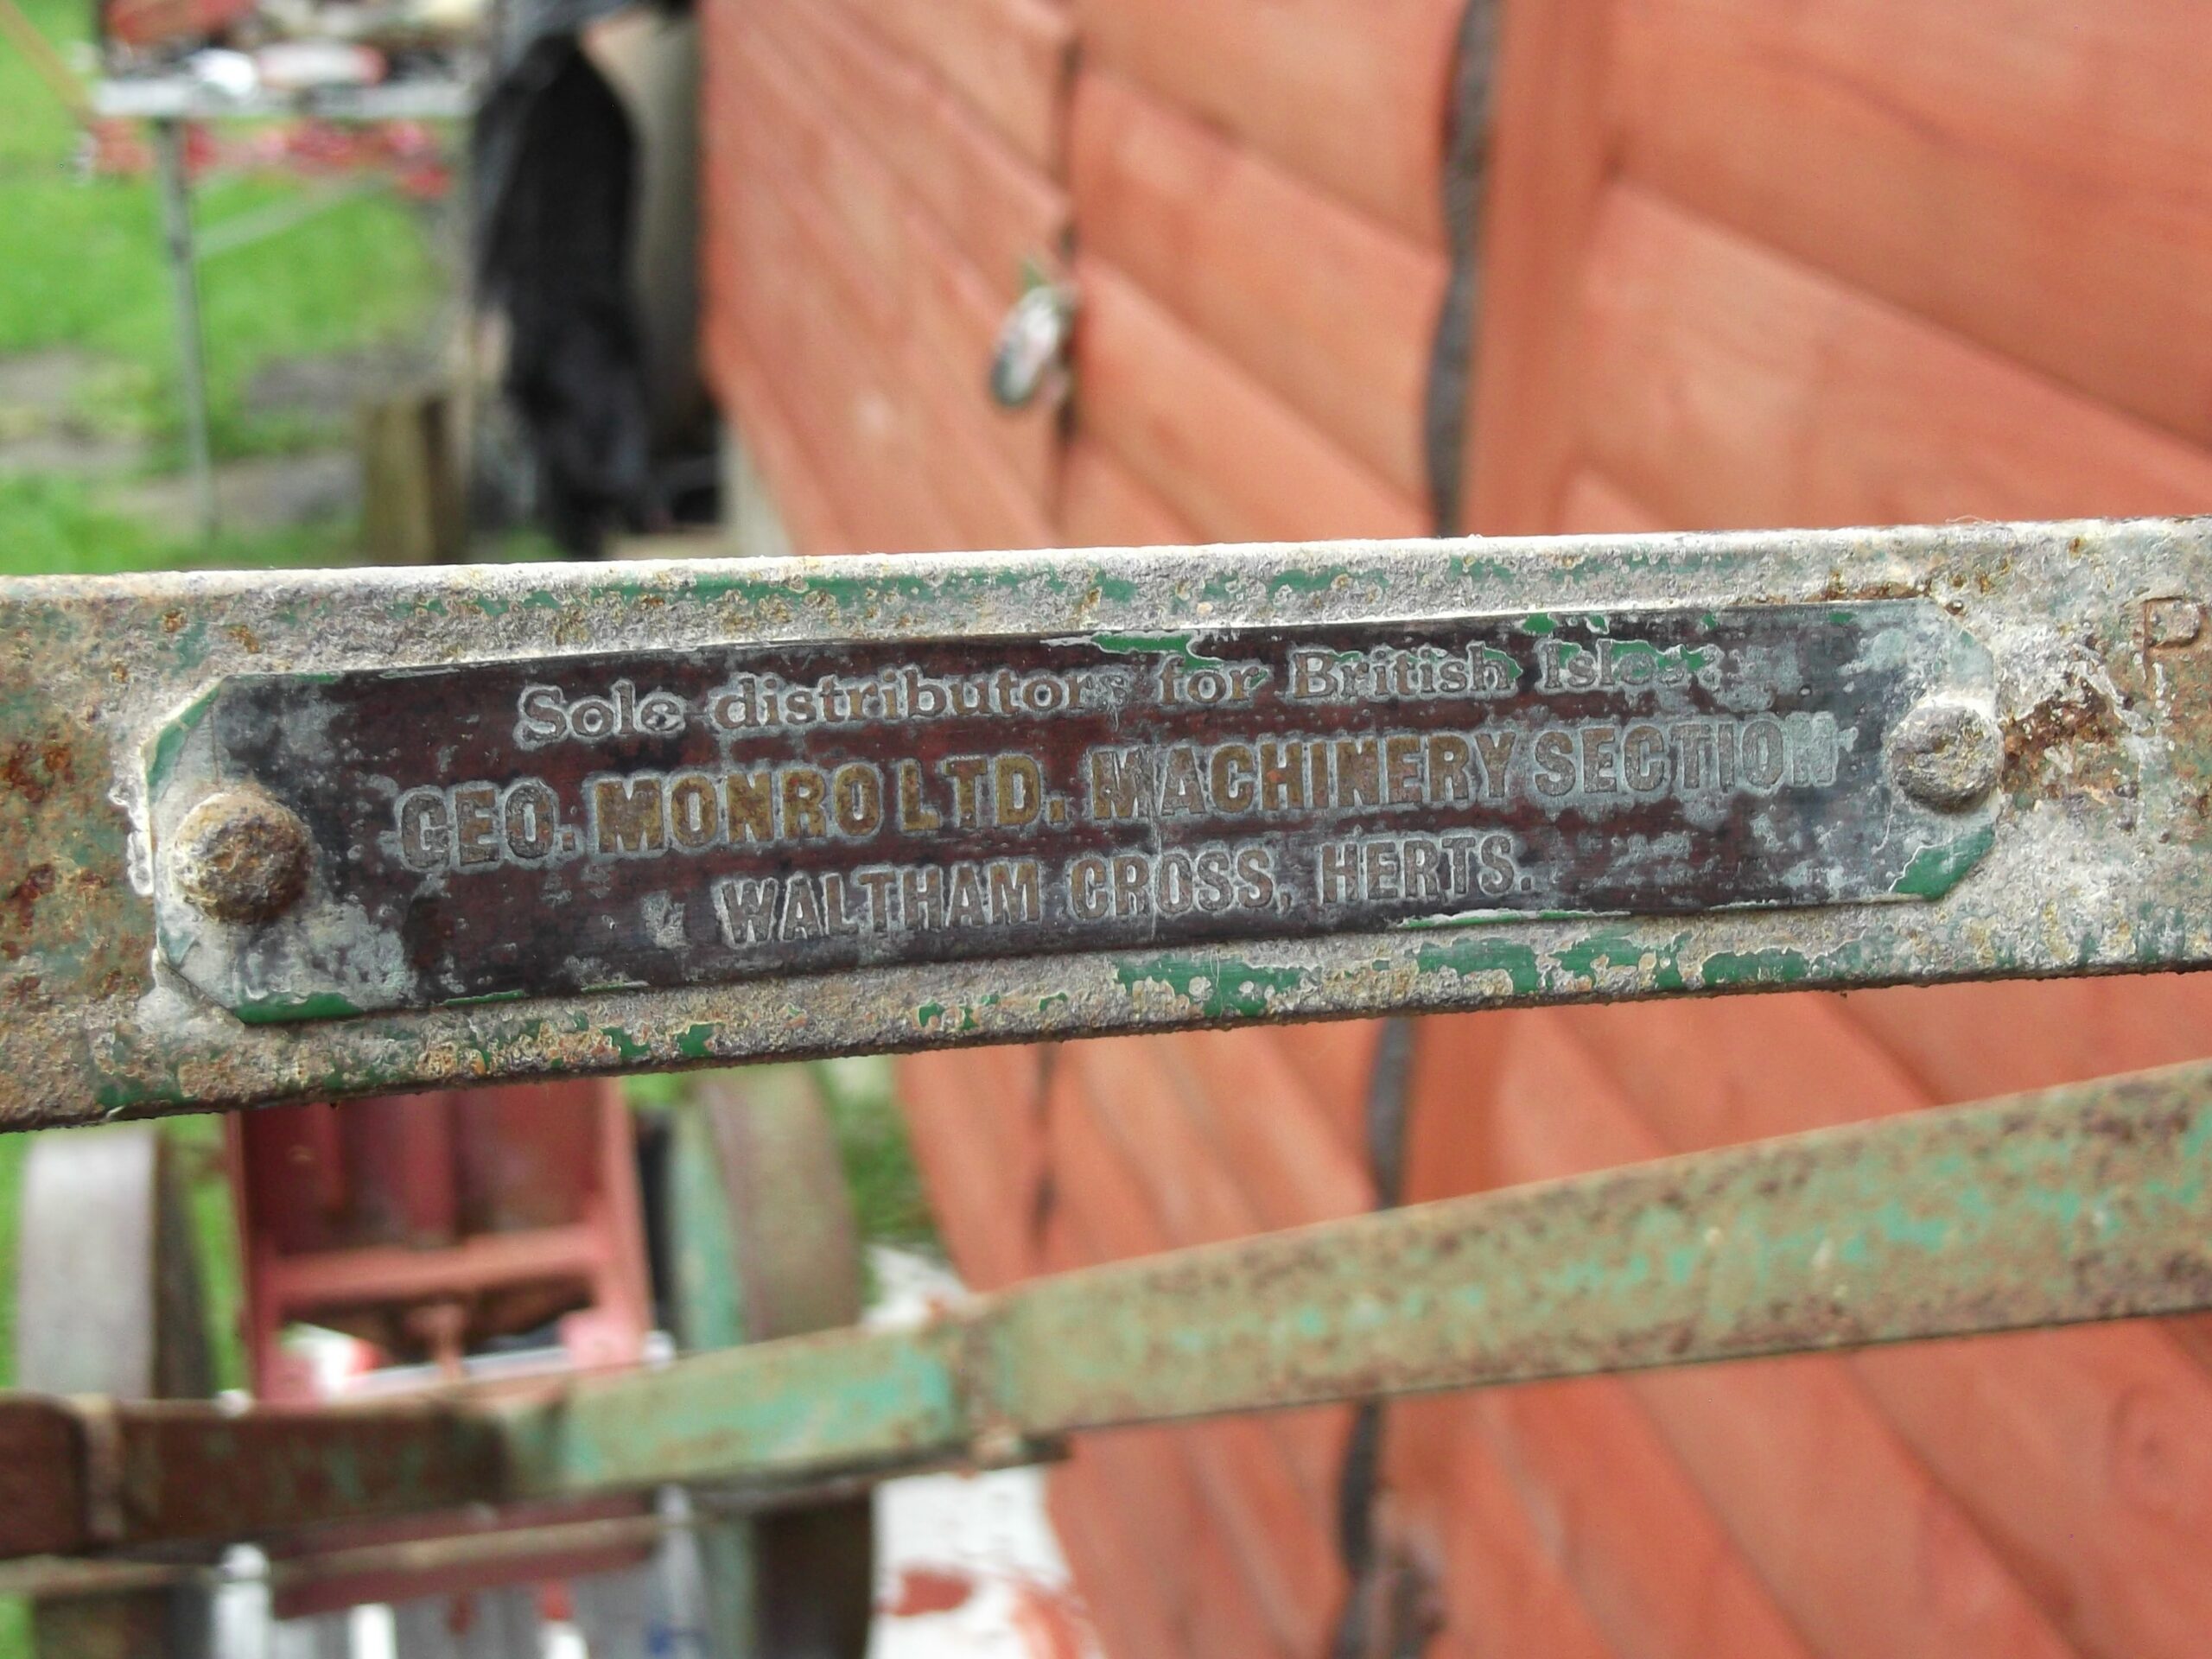 Sole distributors for British Isles:
GEO. MONRO LTD. MACHINERY SECTION
WALTHAM CROSS, HERTS.
P